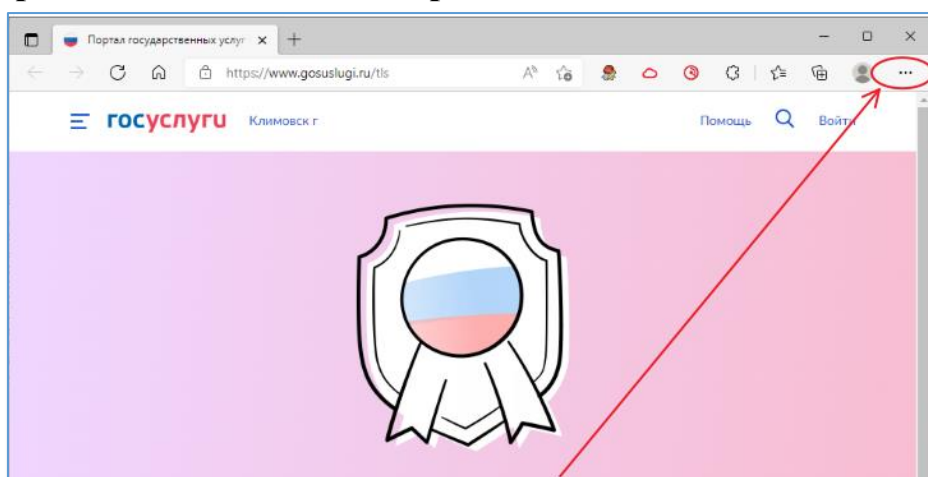 Портал государственных услуг
https://www.gosuslugi.ru/tls
госуслуги Климовск г Помощь Войти